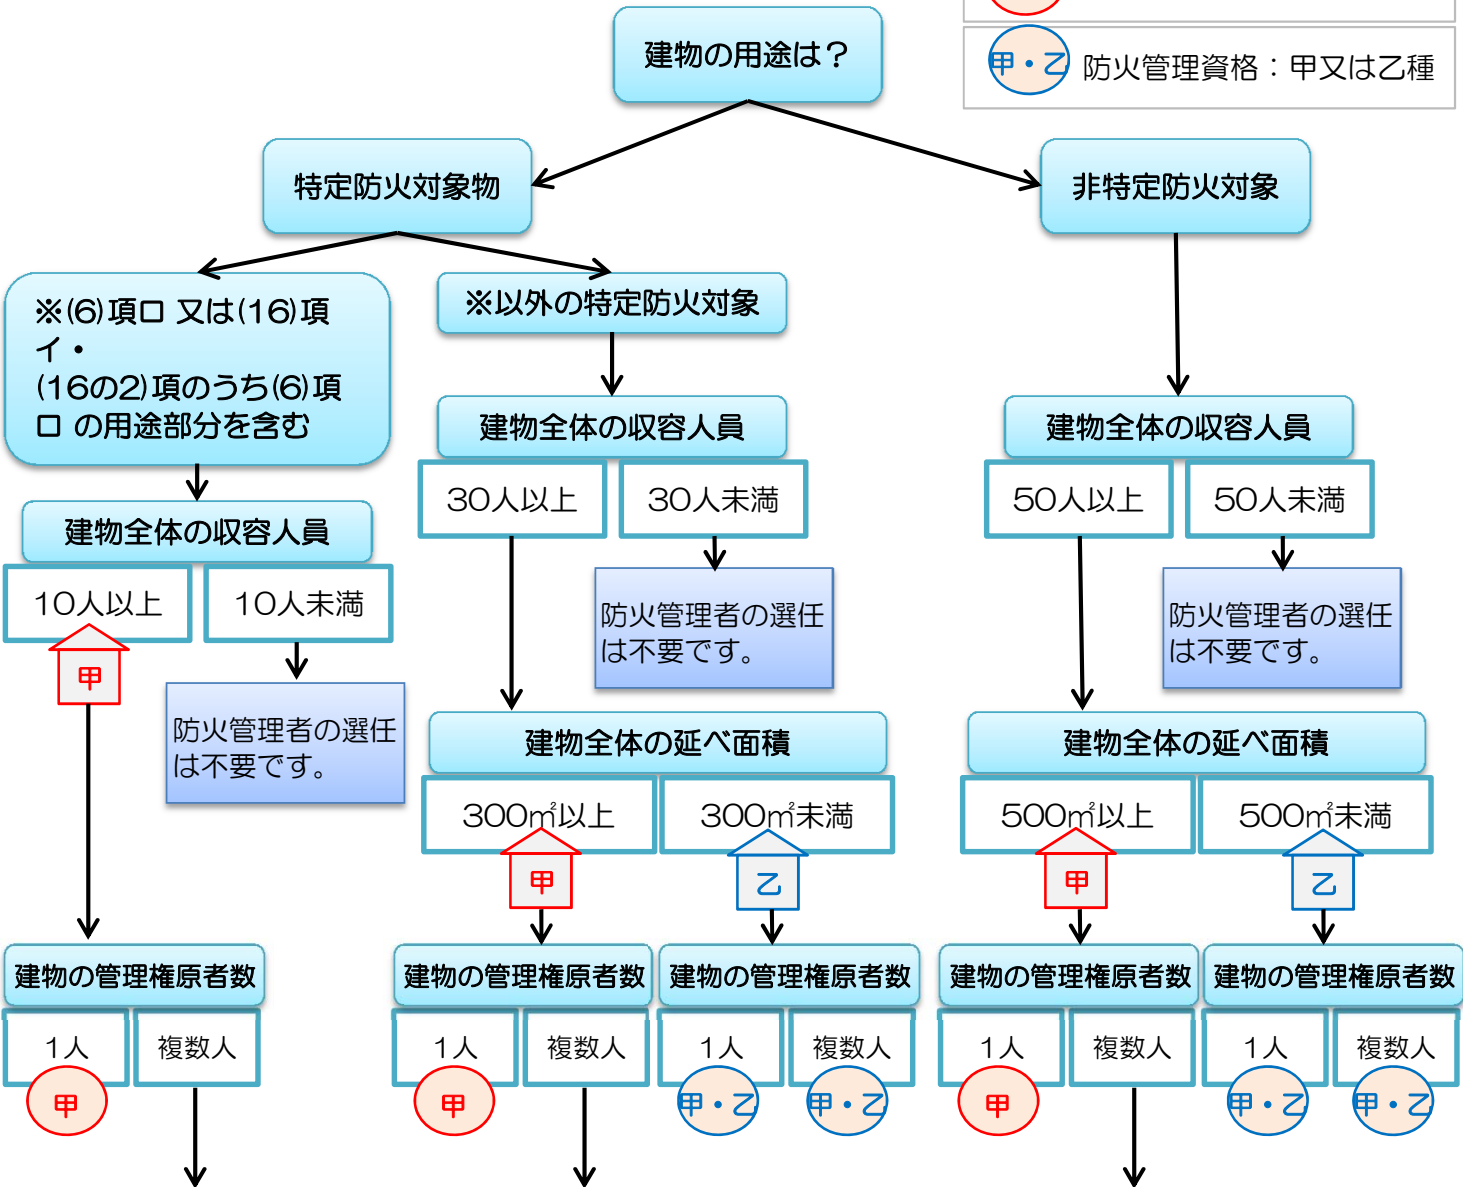 建物の用途は？
甲・乙 防火管理資格：甲又は乙種
特定防火対象物
非特定防火対象
※(6)項ロ 又は(16)項
イ・
(16の2)項のうち(6)項
ロ の用途部分を含む
※以外の特定防火対象
建物全体の収容人員
建物全体の収容人員
30人以上
30人未満
50人以上
50人未満
建物全体の収容人員
10人以上
10人未満
防火管理者の選任
は不要です。
防火管理者の選任
は不要です。
甲
防火管理者の選任
は不要です。
建物全体の延べ面積
建物全体の延べ面積
300㎡以上
300㎡未満
500㎡以上
500㎡未満
甲
乙
甲
乙
建物の管理権原者数
建物の管理権原者数
建物の管理権原者数
建物の管理権原者数
建物の管理権原者数
1人
複数人
1人
複数人
1人
複数人
1人
複数人
1人
複数人
甲
甲
甲・乙
甲・乙
甲
甲・乙
甲・乙